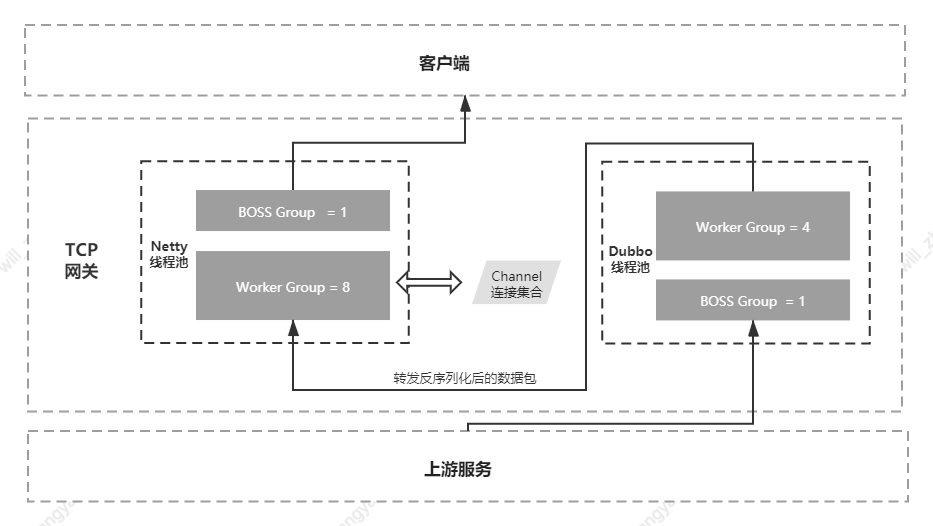 客户端
TCP
网关
Netty
线程池
BOSS Group = 1
Worker Group = 8
Channel
连接集合
Dubbo
线程池
Worker Group = 4
BOSS Group = 1
转发反序列化后的数据包
上游服务